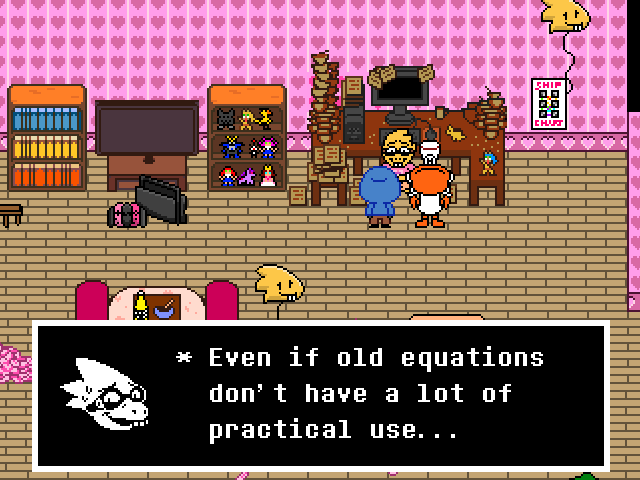 SHIP
CHART
* Even if old equations
don't have a lot of
practical use...